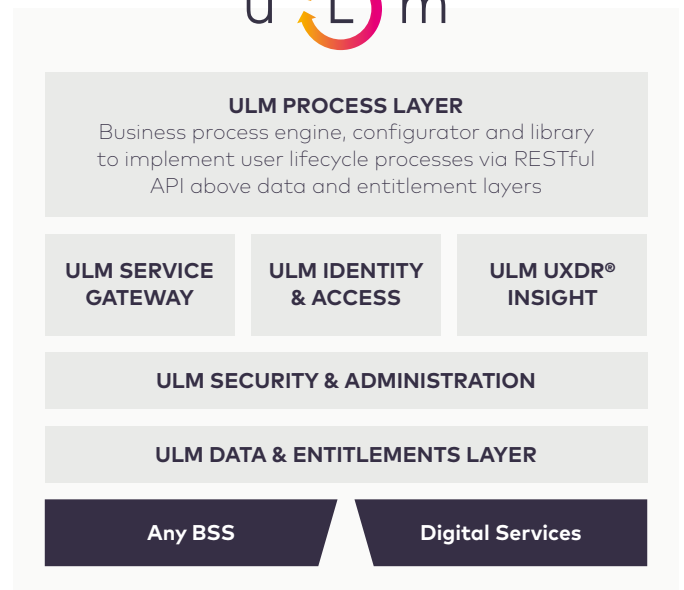 uLm
ULM PROCESS LAYER
Business process engine, configurator and library
to implement user lifecycle processes via RESTful
API above data and entitlement layers
ULM SERVICE
GATEWAY
ULM IDENTITY
& ACCESS
ULM UXDR®
INSIGHT
ULM SECURITY & ADMINISTRATION
ULM DATA & ENTITLEMENTS LAYER
Any BSS
Digital Services